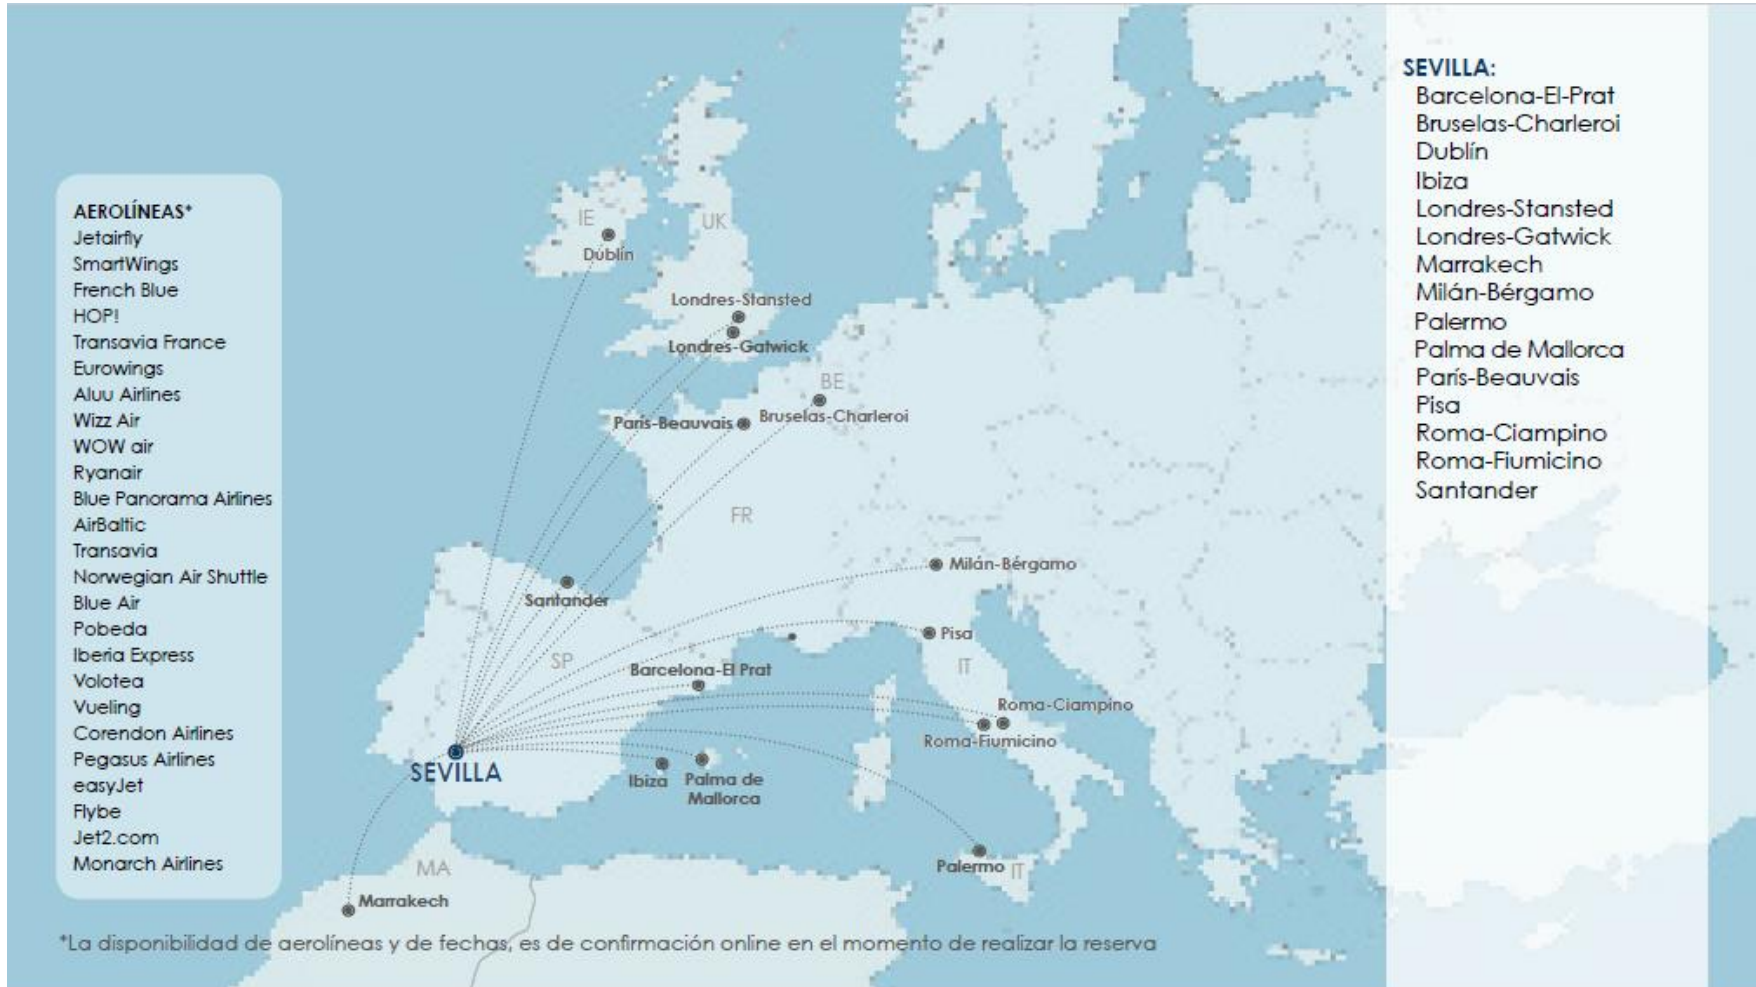 AEROLÍNEAS*
Jetairfly
SmartWings
French Blue
HOP!
Transavia France
Eurowings
Aluu Airlines
Wizz Air
WOW air
Ryanair
Blue Panorama Airlines
AirBaltic
Transavia
Norwegian Air Shuttle
Blue Air
Pobeda
Iberia Express
Volotea
Vueling
Corendon Airlines
Pegasus Airlines
easyJet
Flybe
Jet2.com
Monarch Airlines
IE
UK
Dublín
Londres-Stansted
Londres-Gatwick
BE
París-Beauvais
Bruselas-Charleroi
FR
Milán-Bérgamo
Santander
Pisa
SP
IT
Barcelona-El Prat
Roma-Ciampino
Roma-Fiumicino
SEVILLA
Ibiza
Palma de
Mallorca
MA
Palermo
IT
Marrakech
SEVILLA:
Barcelona-El-Prat
Bruselas-Charleroi
Dublín
Ibiza
Londres-Stansted
Londres-Gatwick
Marrakech
Milán-Bérgamo
Palermo
Palma de Mallorca
París-Beauvais
Pisa
Roma-Ciampino
Roma-Fiumicino
Santander
*La disponibilidad de aerolíneas y de fechas, es de confirmación online en el momento de realizar la reserva